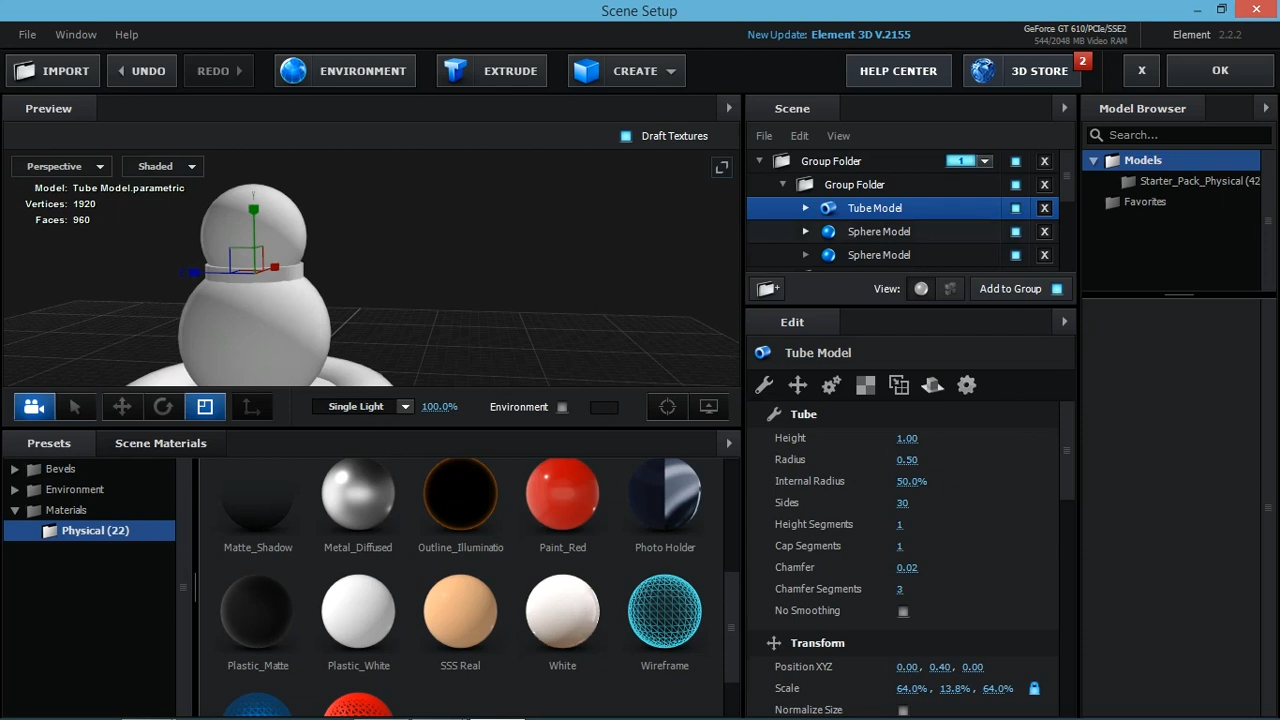 Scene Setup
File Window Help
New Update: Element 3D V.2155
GeForce GT 610/PCIe/SSE2
544/2048 MB Video RAM
Element 2.2.2
IMPORT UNDO REDO ENVIRONMENT EXTRUDE CREATE HELP CENTER 3D STORE 2 X OK
Preview
Draft Textures
Perspective Shaded
Model: Tube Model.parametric
Vertices: 1920
Faces: 960
Single Light 100.0% Environment
Presets Scene Materials
Bevels
Environment
Materials
Physical (22)
Matte_Shadow Metal_Diffused Outline_Illuminatio Paint_Red Photo Holder
Plastic_Matte Plastic_White SSS Real White Wireframe
Scene
File Edit View
Group Folder 1 X
Group Folder X
Tube Model X
Sphere Model X
Sphere Model X
View: Add to Group
Edit
Tube Model
Tube
Height 1.00
Radius 0.50
Internal Radius 50.0%
Sides 30
Height Segments 1
Cap Segments 1
Chamfer 0.02
Chamfer Segments 3
No Smoothing
Transform
Position XYZ 0.00, 0.40, 0.00
Scale 64.0%, 13.8%, 64.0%
Normalize Size
Model Browser
Search...
Models
Starter_Pack_Physical (42
Favorites